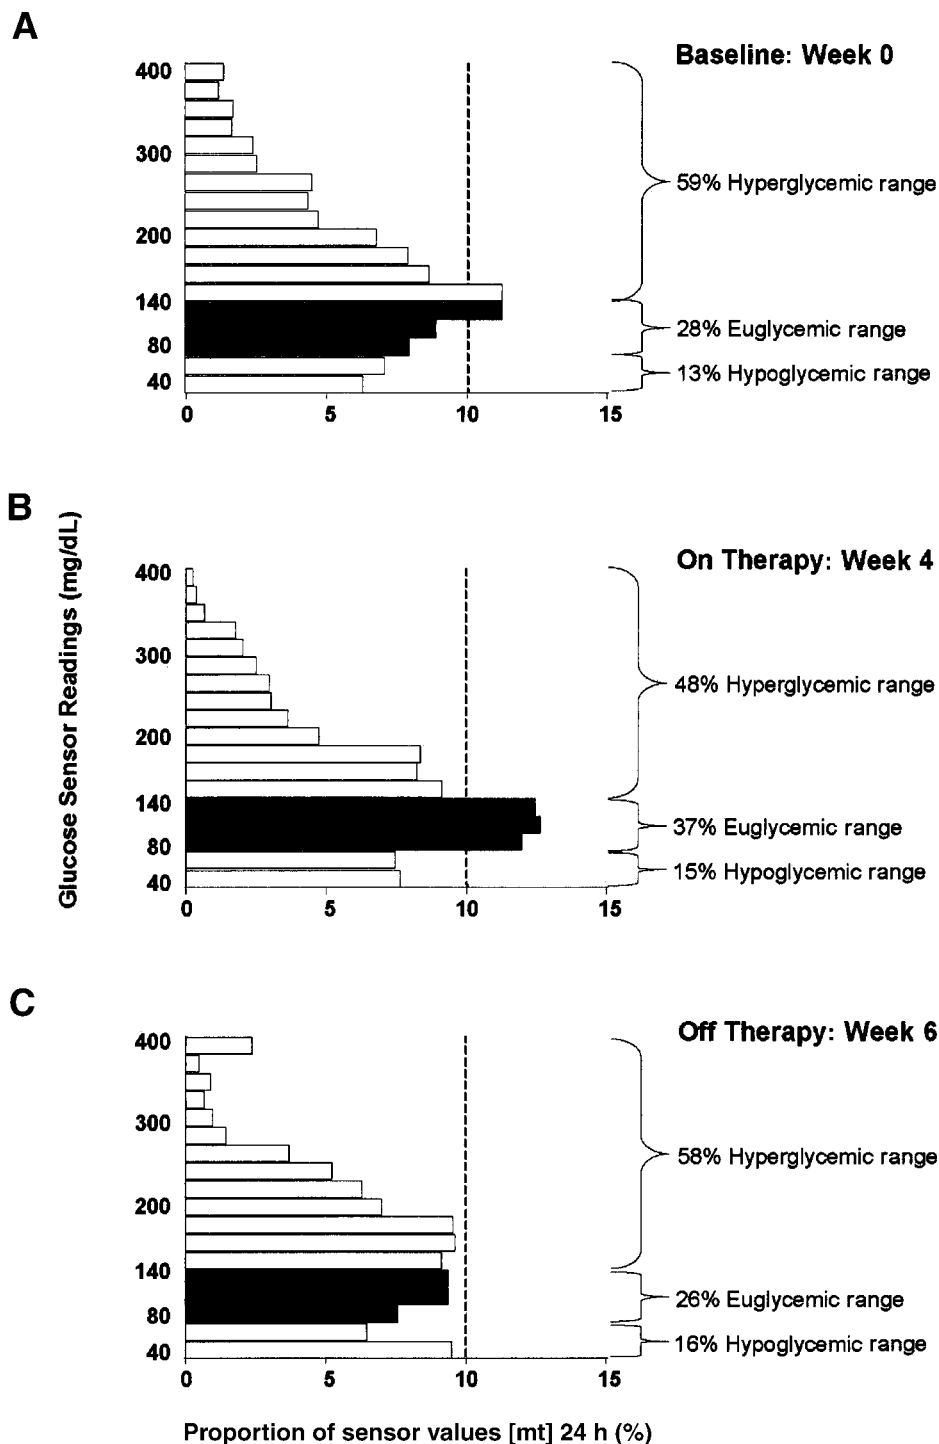 A
Baseline: Week 0
400
300
200
140
80
40
59% Hyperglycemic range
28% Euglycemic range
13% Hypoglycemic range
0 5 10 15
B
Glucose Sensor Readings (mg/dL)
On Therapy: Week 4
400
300
200
140
80
40
48% Hyperglycemic range
37% Euglycemic range
15% Hypoglycemic range
0 5 10 15
C
Off Therapy: Week 6
400
300
200
140
80
40
58% Hyperglycemic range
26% Euglycemic range
16% Hypoglycemic range
0 5 10 15
Proportion of sensor values [mt] 24 h (%)